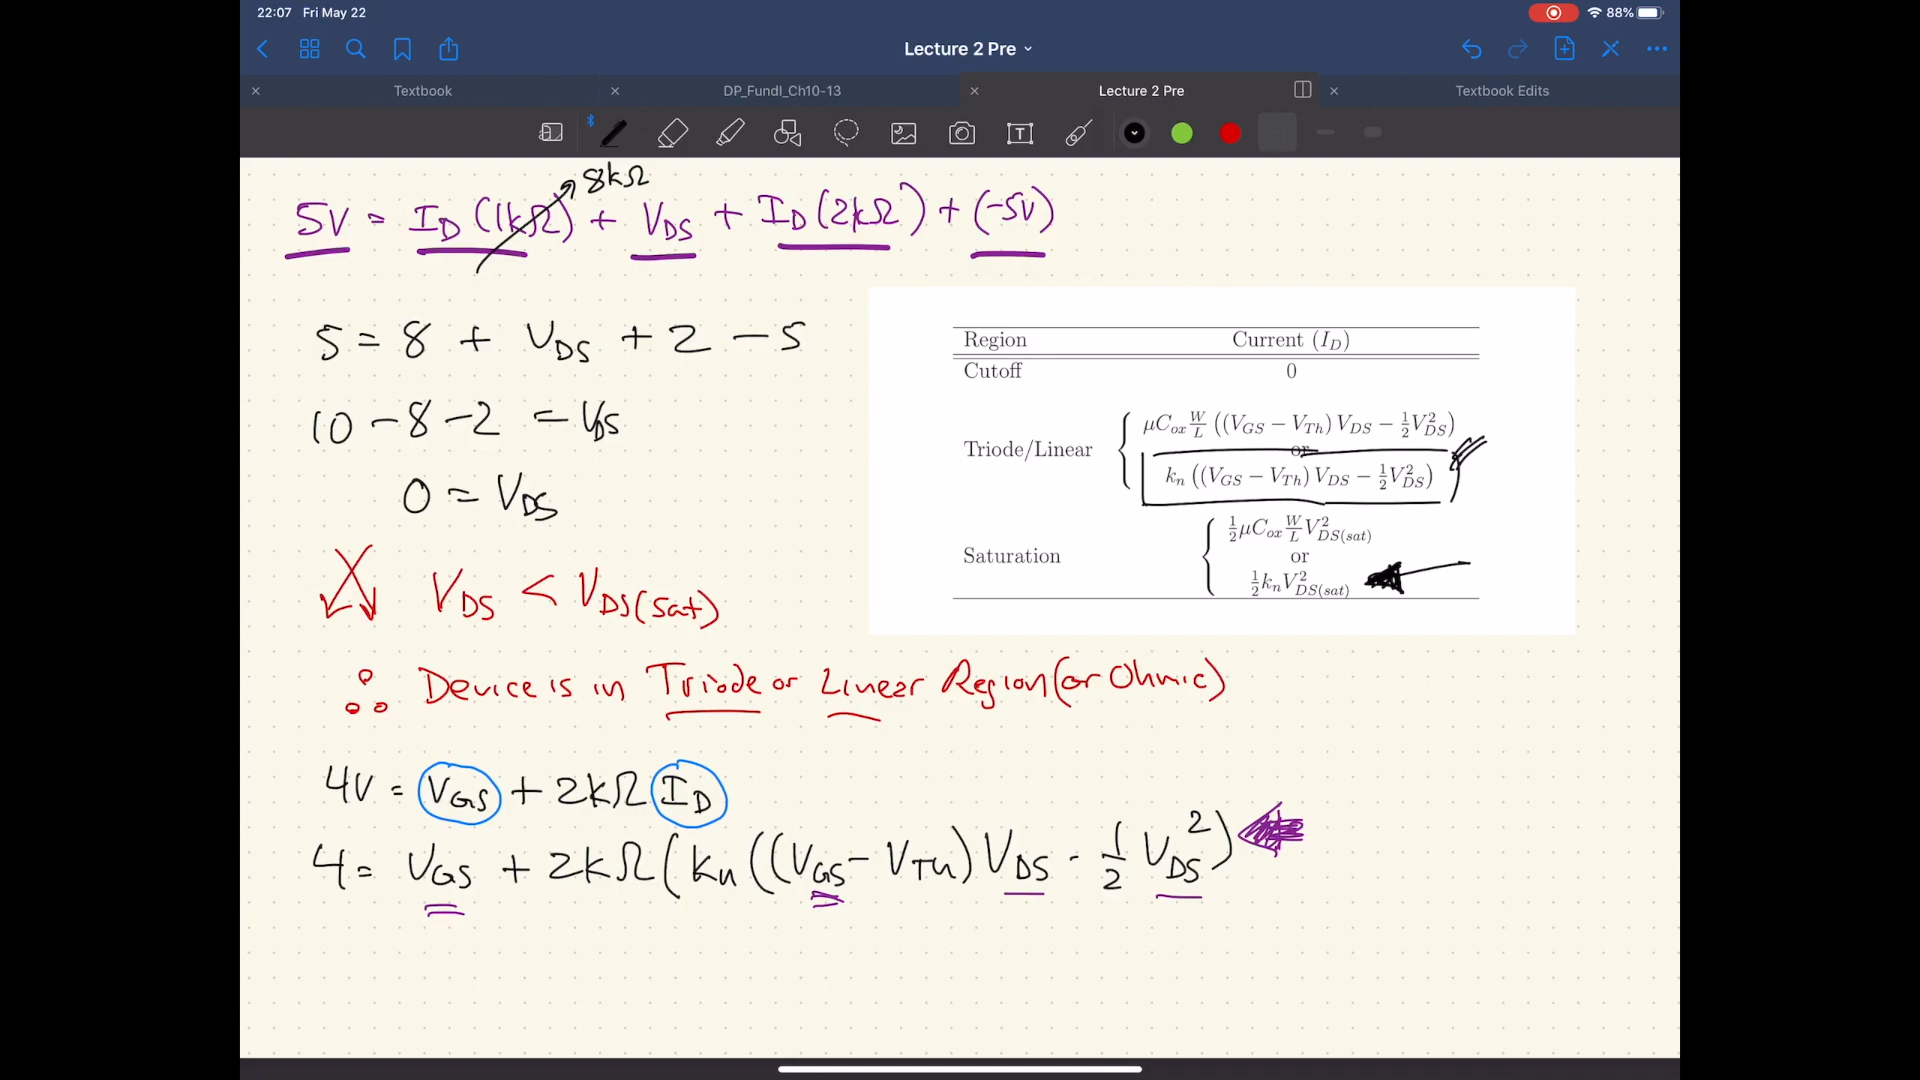 22:07 Fri May 22
88%
Lecture 2 Pre
Textbook
DP_FundI_Ch10-13
Lecture 2 Pre
Textbook Edits
8kΩ
5V = I_D (1kΩ) + V_DS + I_D (2kΩ) + (-5V)
5 = 8 + V_DS + 2 - 5
10 - 8 - 2 = V_DS
0 = V_DS
V_DS < V_DS(sat)
∴ Device is in Triode or Linear Region (or Ohmic)
Region Current (I_D)
Cutoff 0
Triode/Linear { μC_ox W/L ((V_GS − V_Th) V_DS − 1/2 V_DS^2)
or
k_n ((V_GS − V_Th) V_DS − 1/2 V_DS^2)
Saturation { 1/2 μC_ox W/L V_DS(sat)^2
or
1/2 k_n V_DS(sat)^2
4V = V_GS + 2kΩ I_D
4 = V_GS + 2kΩ (k_n ((V_GS - V_Th) V_DS - 1/2 V_DS^2)